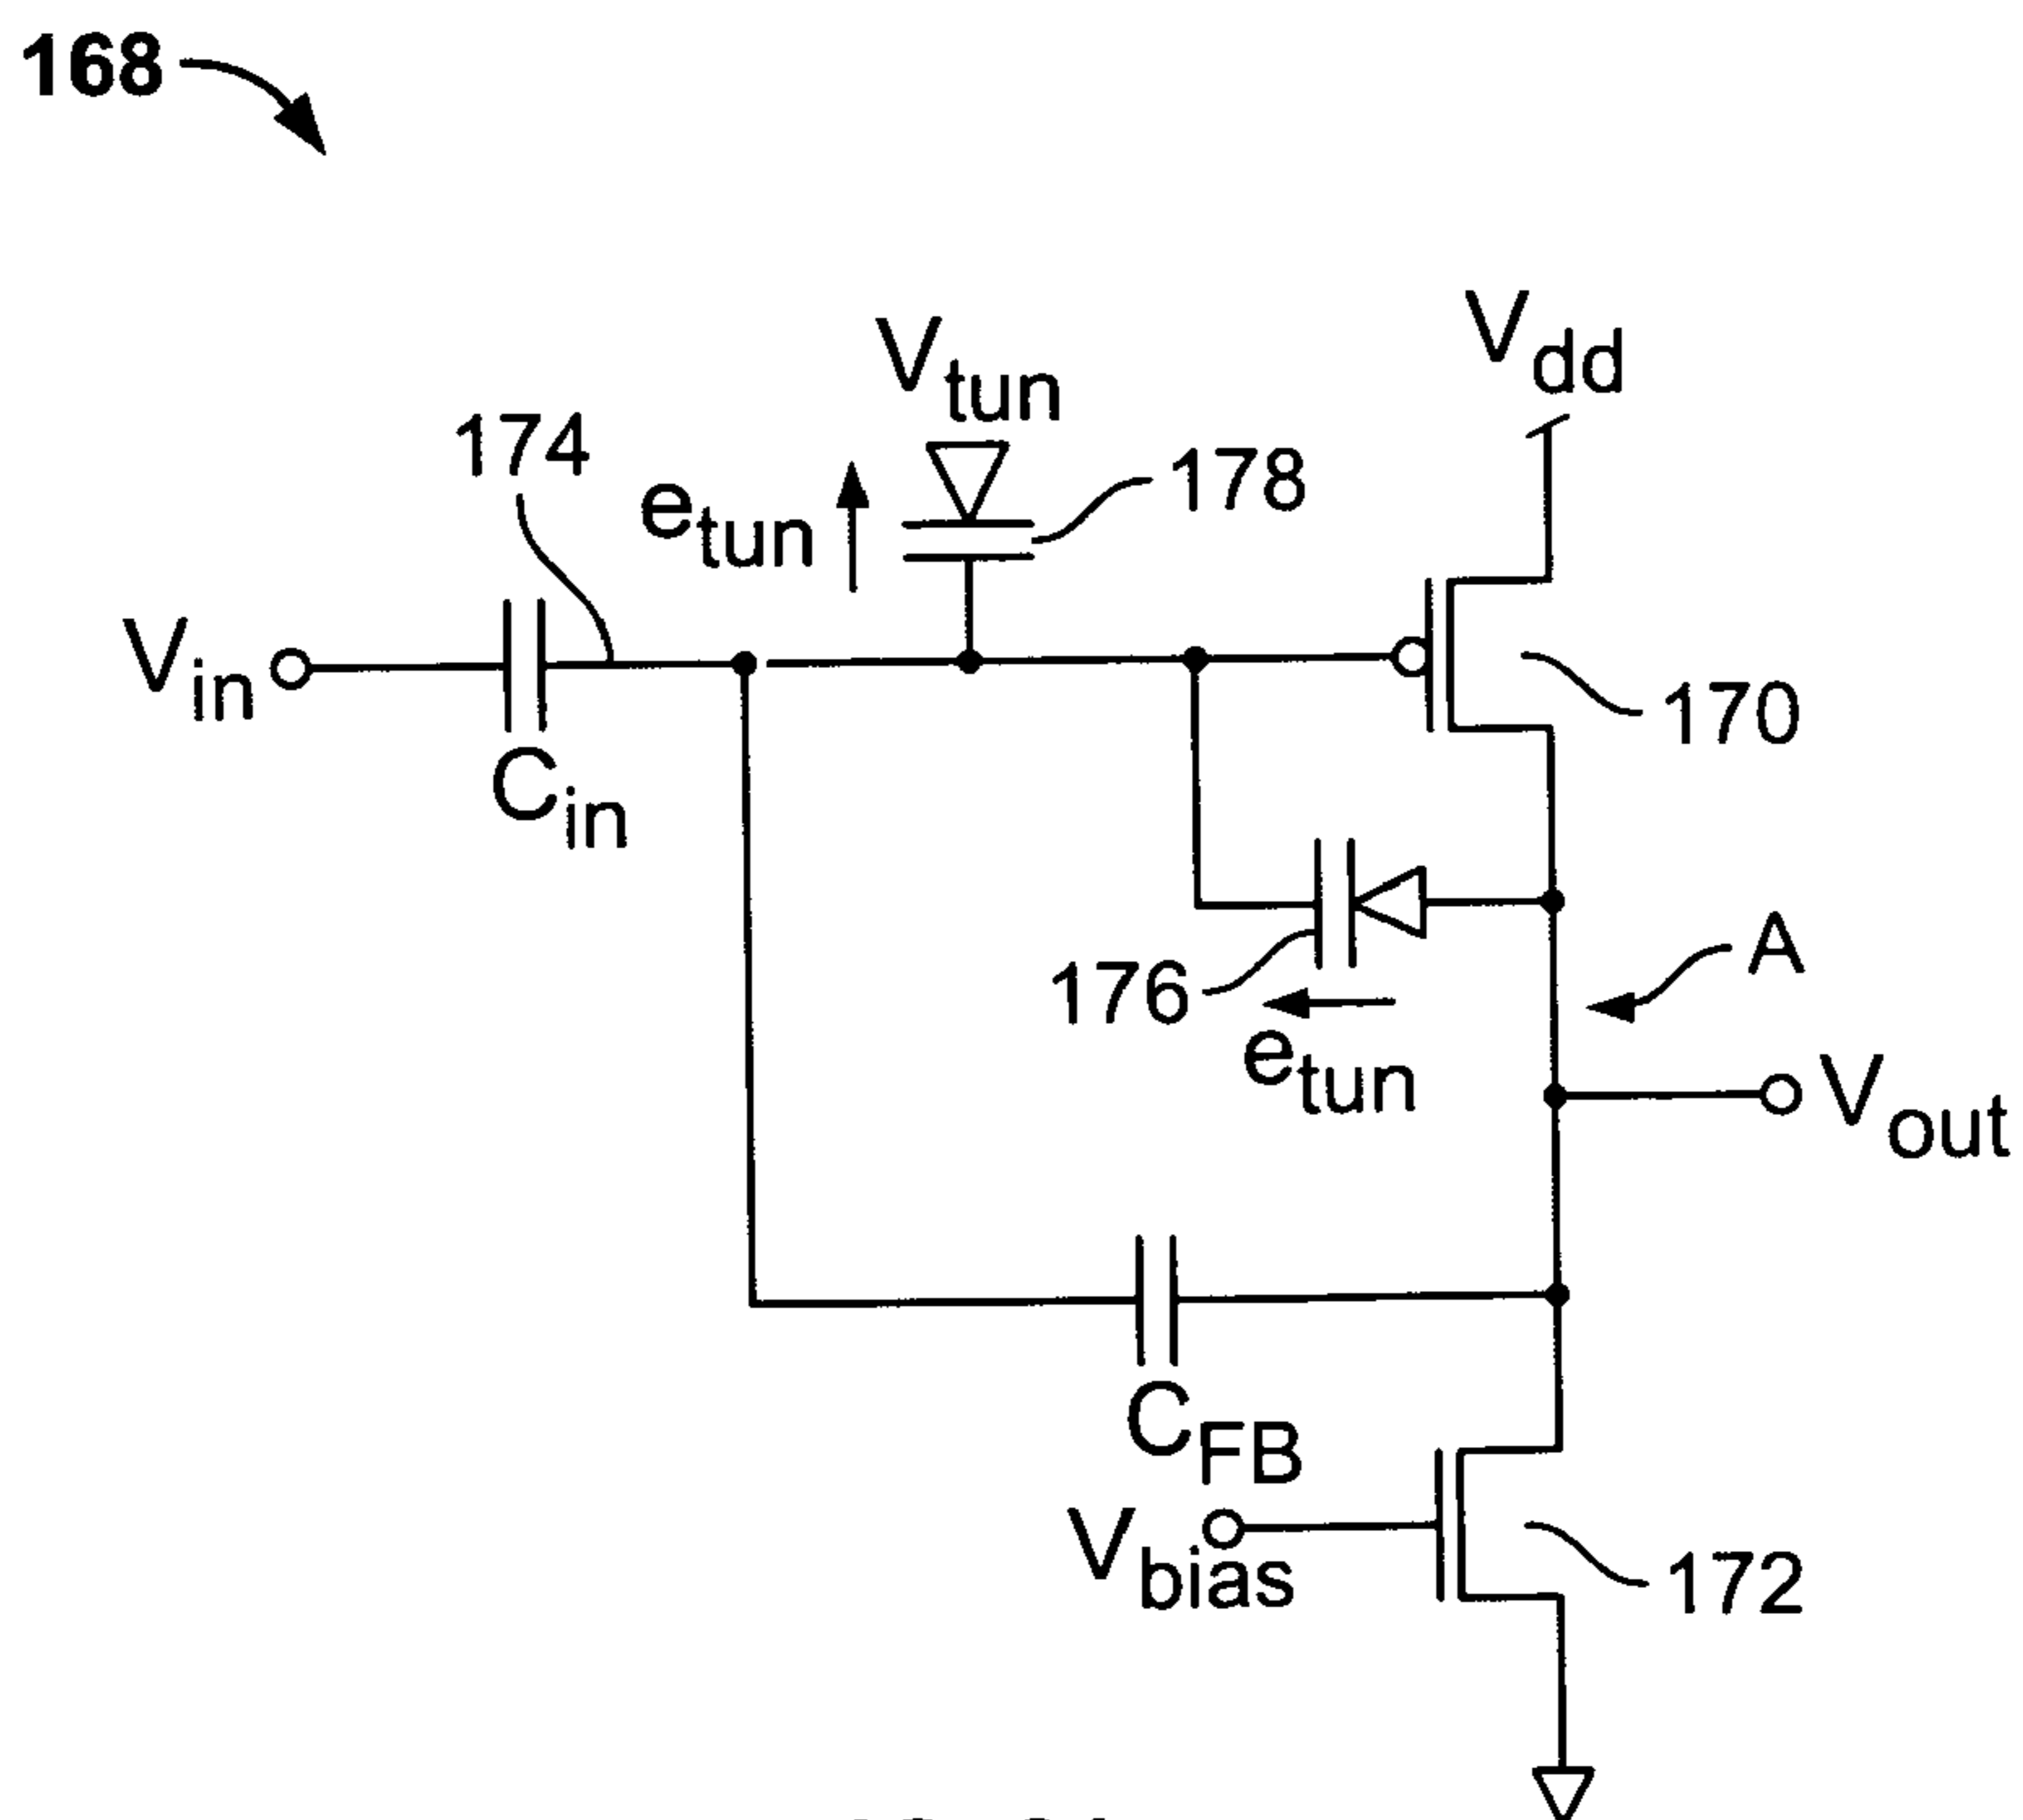 168
Vdd
Vtun
174
etun
178
Vin
170
Cin
A
176
etun
Vout
CFB
Vbias
172